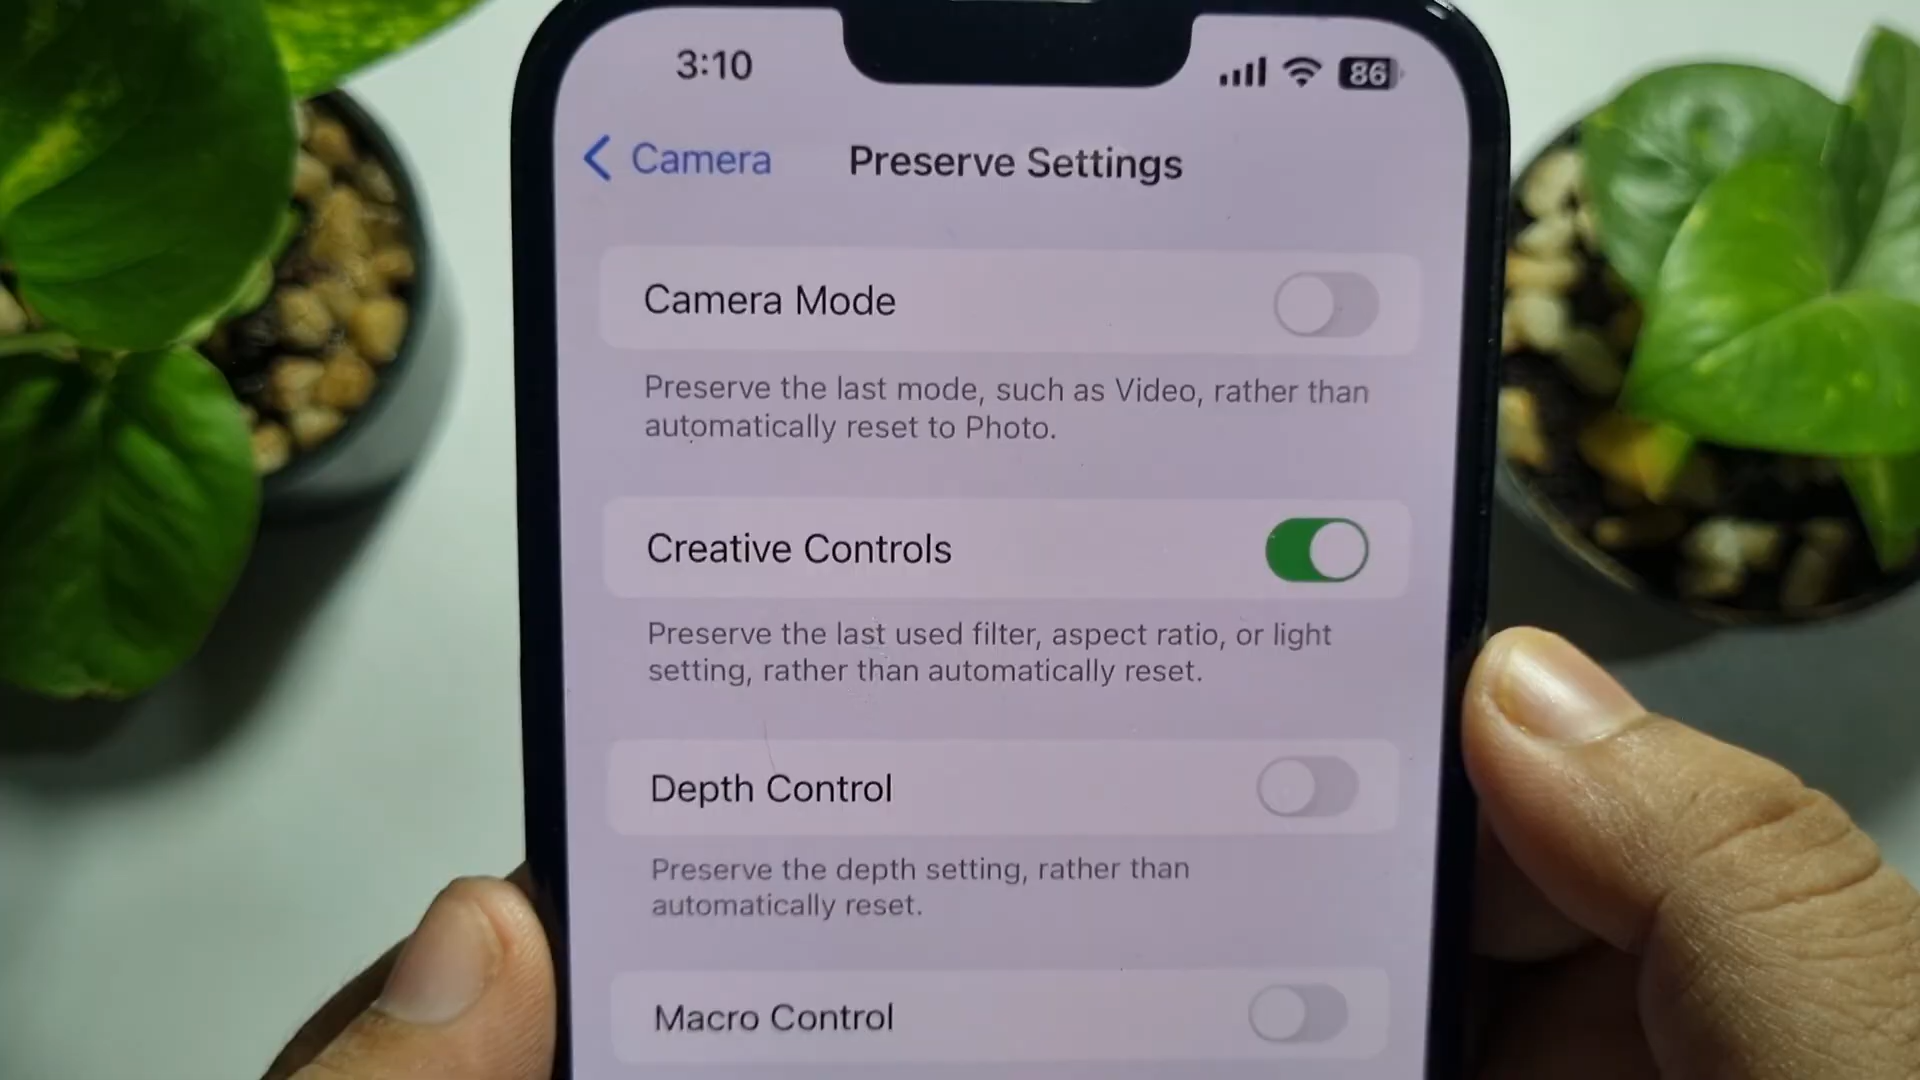 3:10
86
Camera
Preserve Settings
Camera Mode
Preserve the last mode, such as Video, rather than
automatically reset to Photo.
Creative Controls
Preserve the last used filter, aspect ratio, or light
setting, rather than automatically reset.
Depth Control
Preserve the depth setting, rather than
automatically reset.
Macro Control